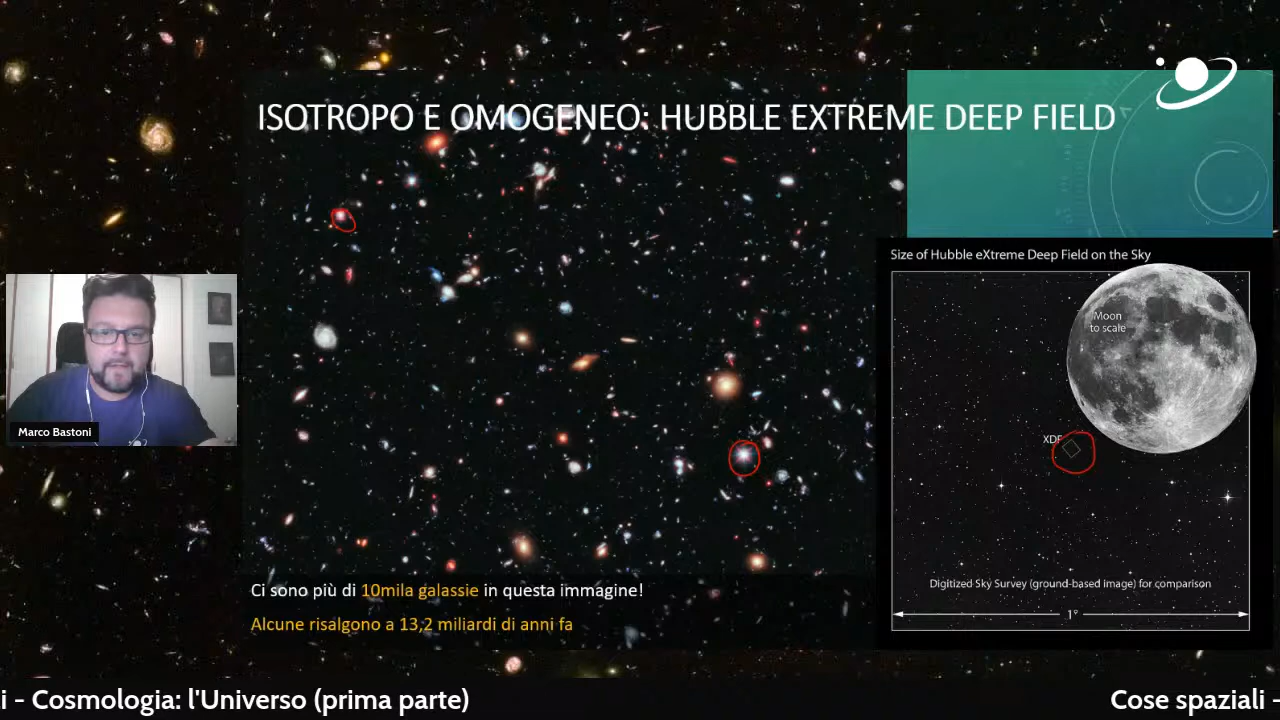 ISOTROPO E OMOGENEO: HUBBLE EXTREME DEEP FIELD
Size of Hubble eXtreme Deep Field on the Sky
Moon
to scale
XDF
Marco Bastoni
Digitized Sky Survey (ground-based image) for comparison
1°
Ci sono più di 10mila galassie in questa immagine!
Alcune risalgono a 13,2 miliardi di anni fa
i - Cosmologia: l'Universo (prima parte)
Cose spaziali -